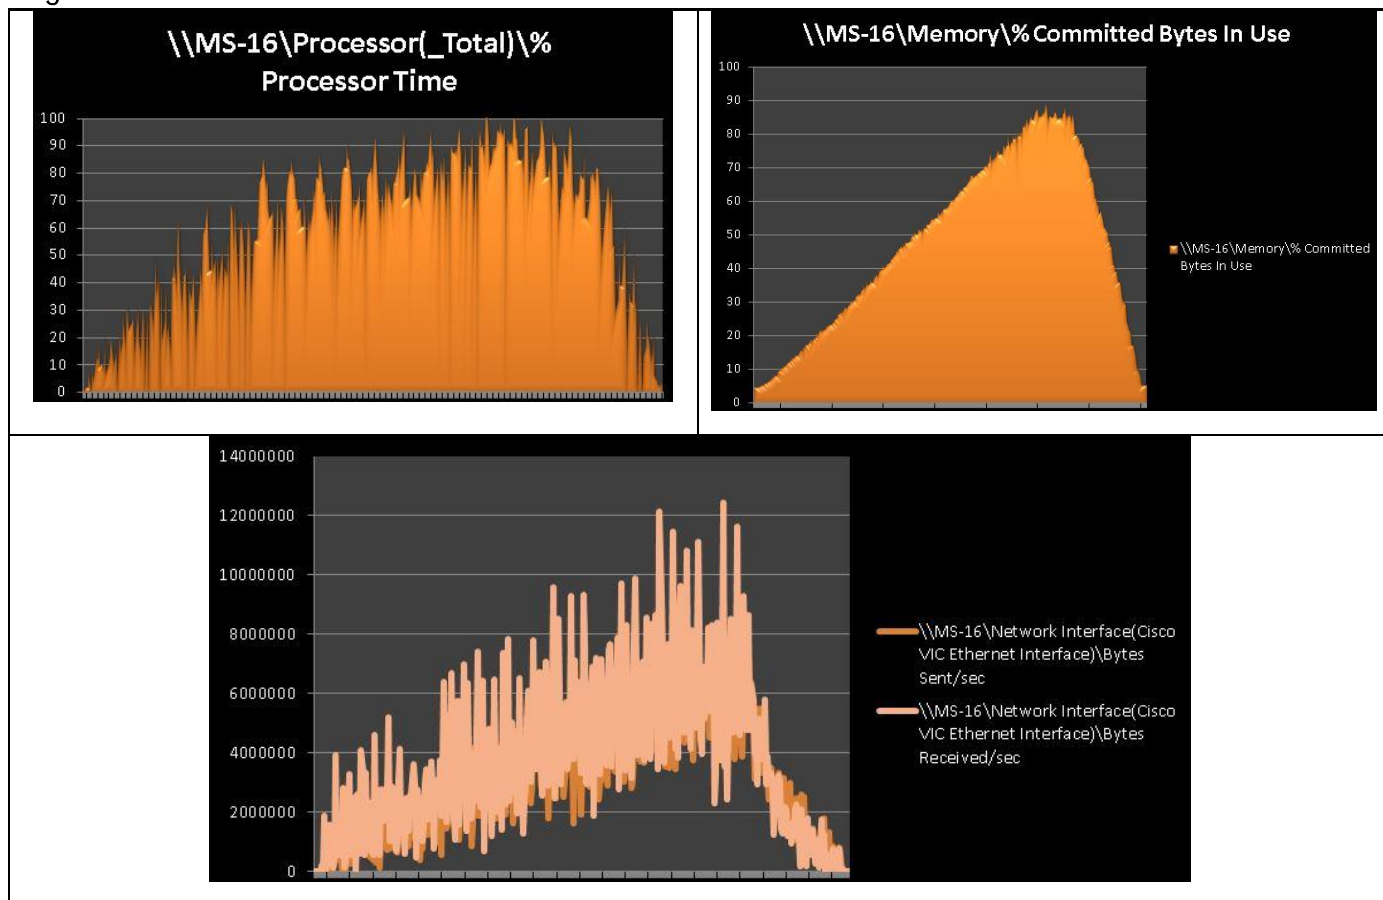 \\MS-16\Processor(_Total)\%
Processor Time
100
90
80
70
60
50
40
30
20
10
0
\\MS-16\Memory\% Committed Bytes In Use
100
90
80
70
60
50
40
30
20
10
0
\\MS-16\Memory\% Committed
Bytes In Use
14000000
12000000
10000000
8000000
6000000
4000000
2000000
0
\\MS-16\Network Interface(Cisco
VIC Ethernet Interface)\Bytes
Sent/sec
\\MS-16\Network Interface(Cisco
VIC Ethernet Interface)\Bytes
Received/sec